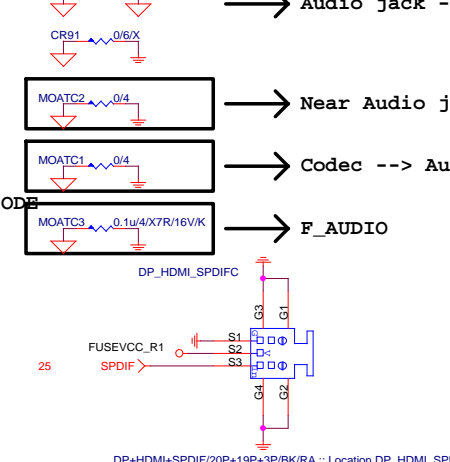 Audio jack -
CR91 0/6/X
MOATC2 0/4
Near Audio j
MOATC1 0/4
Codec --> Au
ODE
MOATC3 0.1u/4/X7R/16V/K
F_AUDIO
DP_HDMI_SPDIFC
G3 G1
S1 G
FUSEVCC_R1 S2 V
25 SPDIF S3 In
G4 G2
DP+HDMI+SPDIF/20P+19P+3P/BK/RA :: Location DP_HDMI_SP